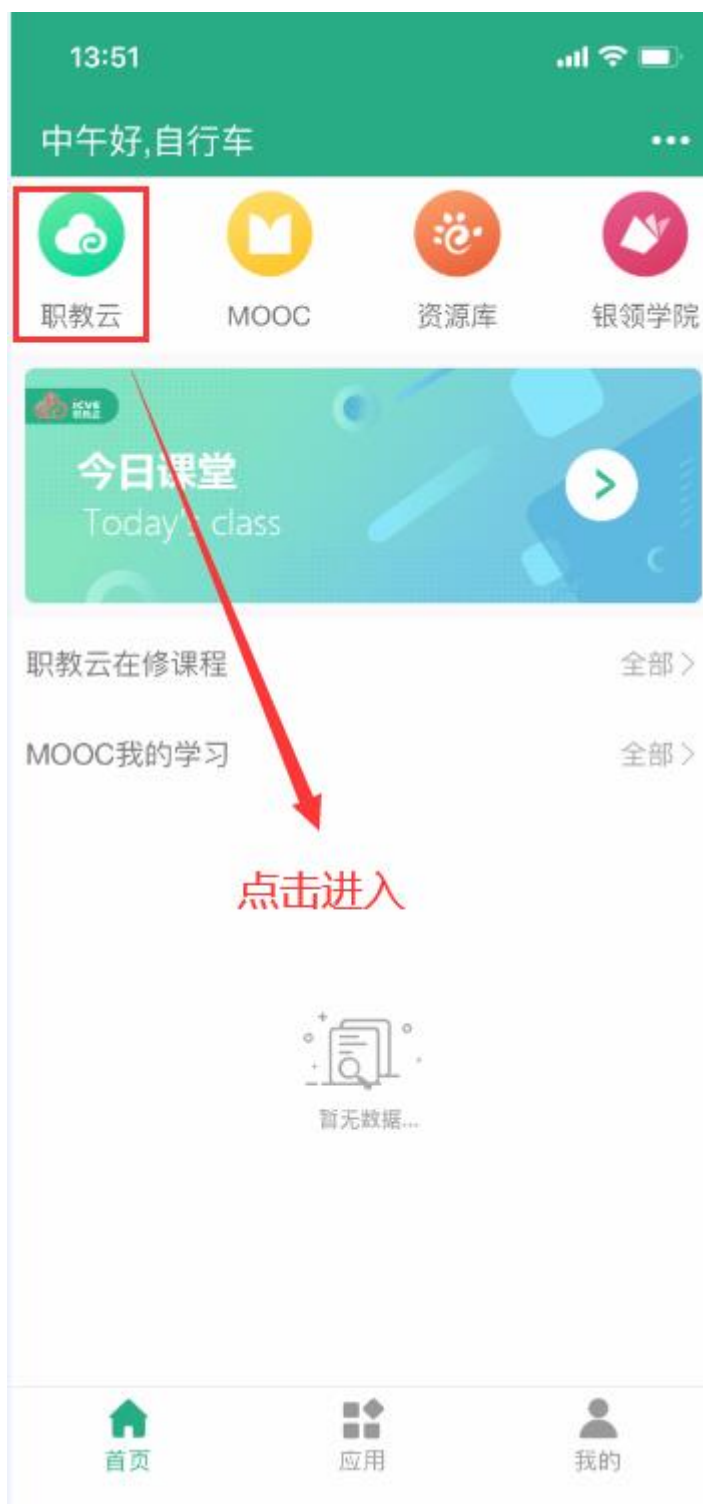 13:51
中午好,自行车
职教云
MOOC
资源库
银领学院
icve
职教云
今日课堂
Today's class
职教云在修课程
全部
MOOC我的学习
全部
点击进入
暂无数据...
首页
应用
我的